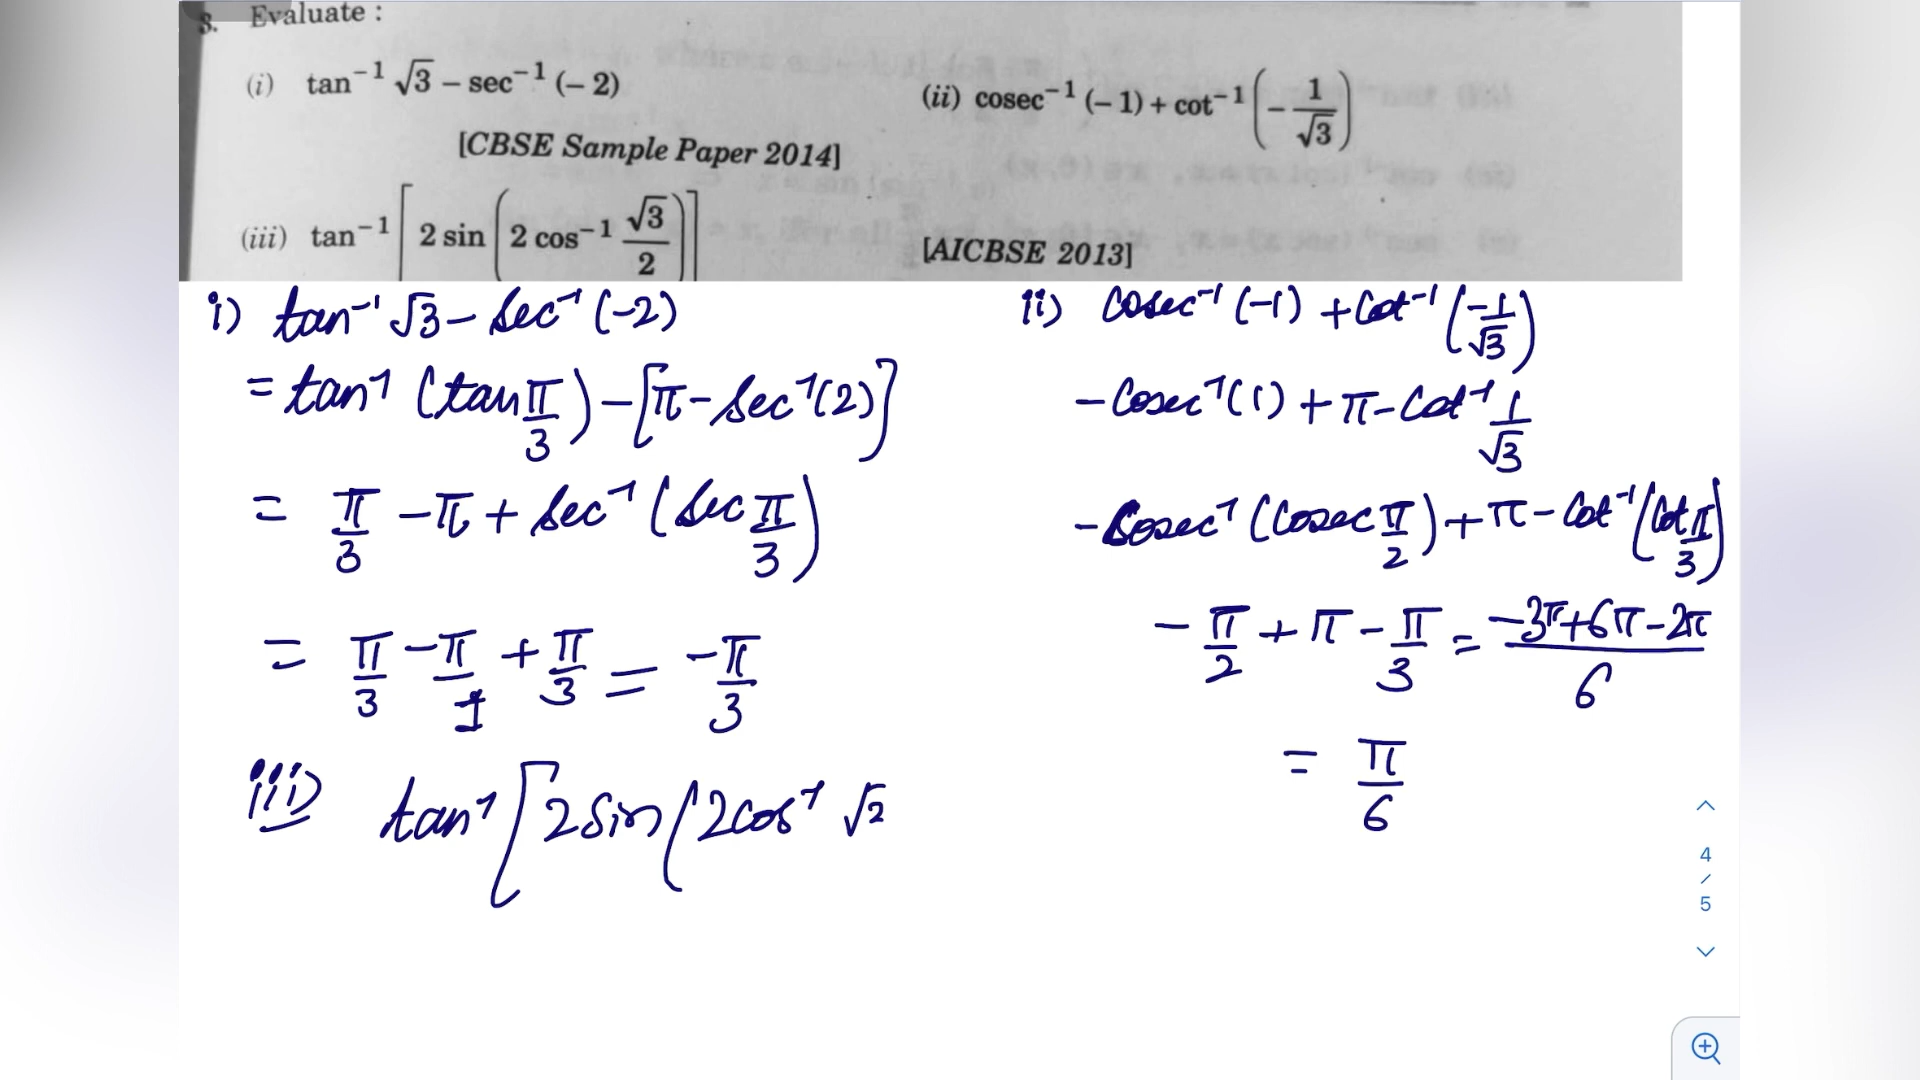 3. Evaluate :
(i) tan⁻¹ √3 – sec⁻¹ (– 2)
(ii) cosec⁻¹ (– 1) + cot⁻¹ (– 1/√3)
[CBSE Sample Paper 2014]
(iii) tan⁻¹ [2 sin (2 cos⁻¹ √3/2)]
[AICBSE 2013]
i) tan⁻¹ √3 – sec⁻¹ (-2)
= tan⁻¹ (tan π/3) – [π – sec⁻¹(2)]
= π/3 – π + sec⁻¹ (sec π/3)
= π/3 – π/1 + π/3 = -π/3
ii) cosec⁻¹ (-1) + cot⁻¹ (-1/√3)
- cosec⁻¹(1) + π - cot⁻¹ 1/√3
- cosec⁻¹ (cosec π/2) + π - cot⁻¹ (cot π/3)
- π/2 + π - π/3 = -3π+6π-2π/6
= π/6
iii) tan⁻¹ [2 sin (2cos⁻¹ √2
4
/
5